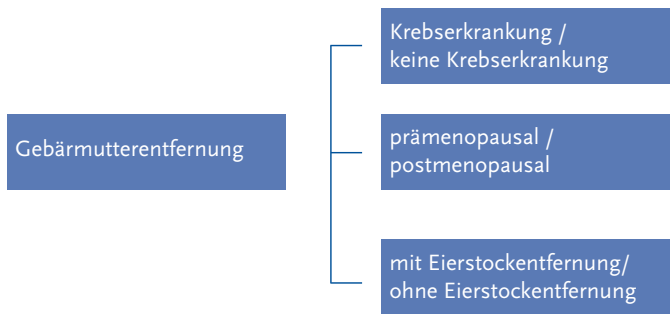 Krebserkrankung /
keine Krebserkrankung
Gebärmutterentfernung
prämenopausal /
postmenopausal
mit Eierstockentfernung/
ohne Eierstockentfernung